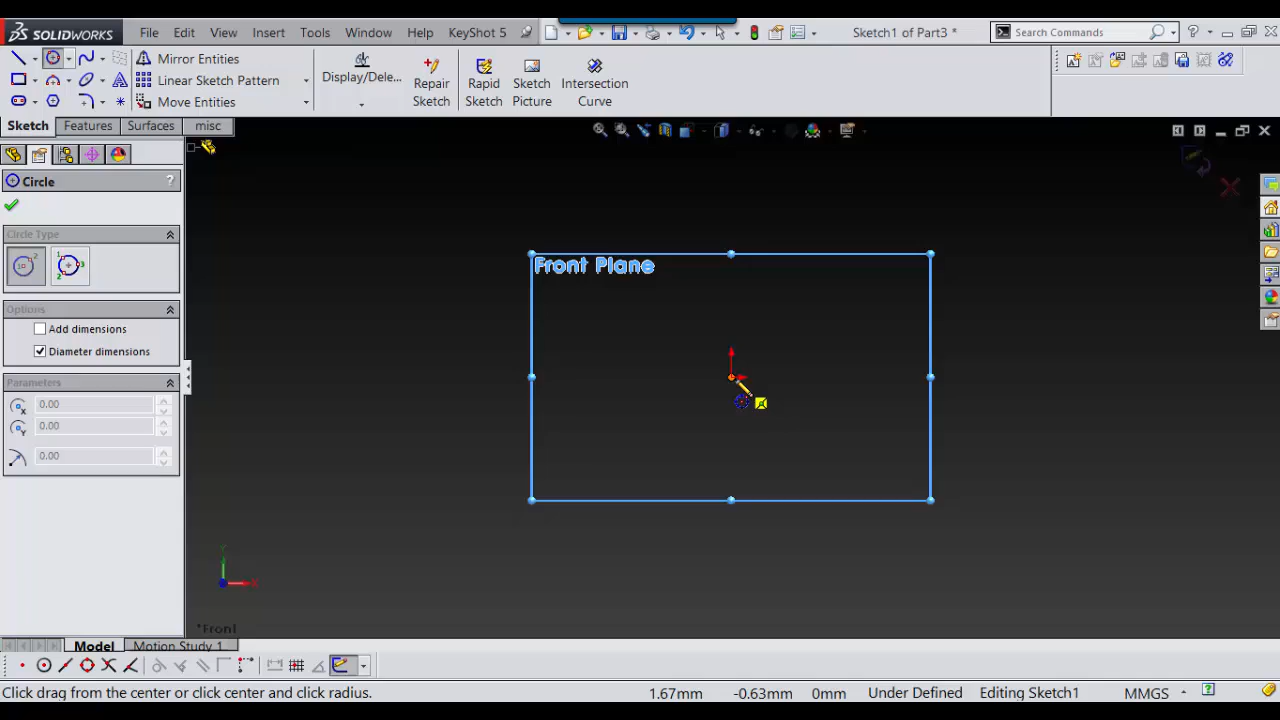 SOLIDWORKS File Edit View Insert Tools Window Help KeyShot 5 Sketch1 of Part3 * Search Commands
Mirror Entities
Linear Sketch Pattern
Move Entities
Display/Dele...
Repair Sketch
Rapid Sketch
Sketch Picture
Intersection Curve
Sketch Features Surfaces misc
Circle ?
Circle Type
Options
Add dimensions
Diameter dimensions
Parameters
0.00
0.00
0.00
Front Plane
Y
X
*Front
Model Motion Study 1
Click drag from the center or click center and click radius. 1.67mm -0.63mm 0mm Under Defined Editing Sketch1 MMGS